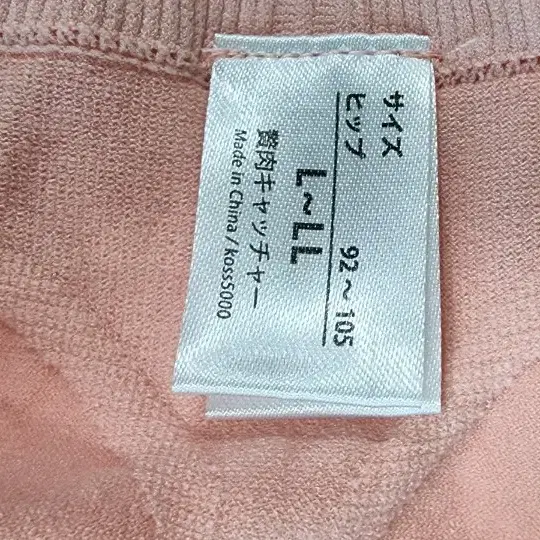 サイズ
ヒップ 92～105
L～LL
贅肉キャッチャー
Made in China / koss5000